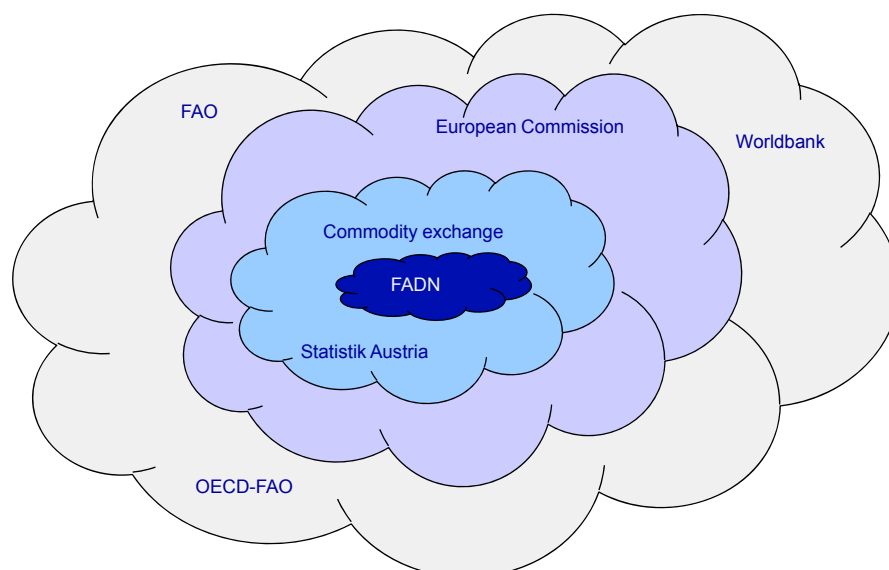 FAO
European Commission
Worldbank
Commodity exchange
FADN
Statistik Austria
OECD-FAO